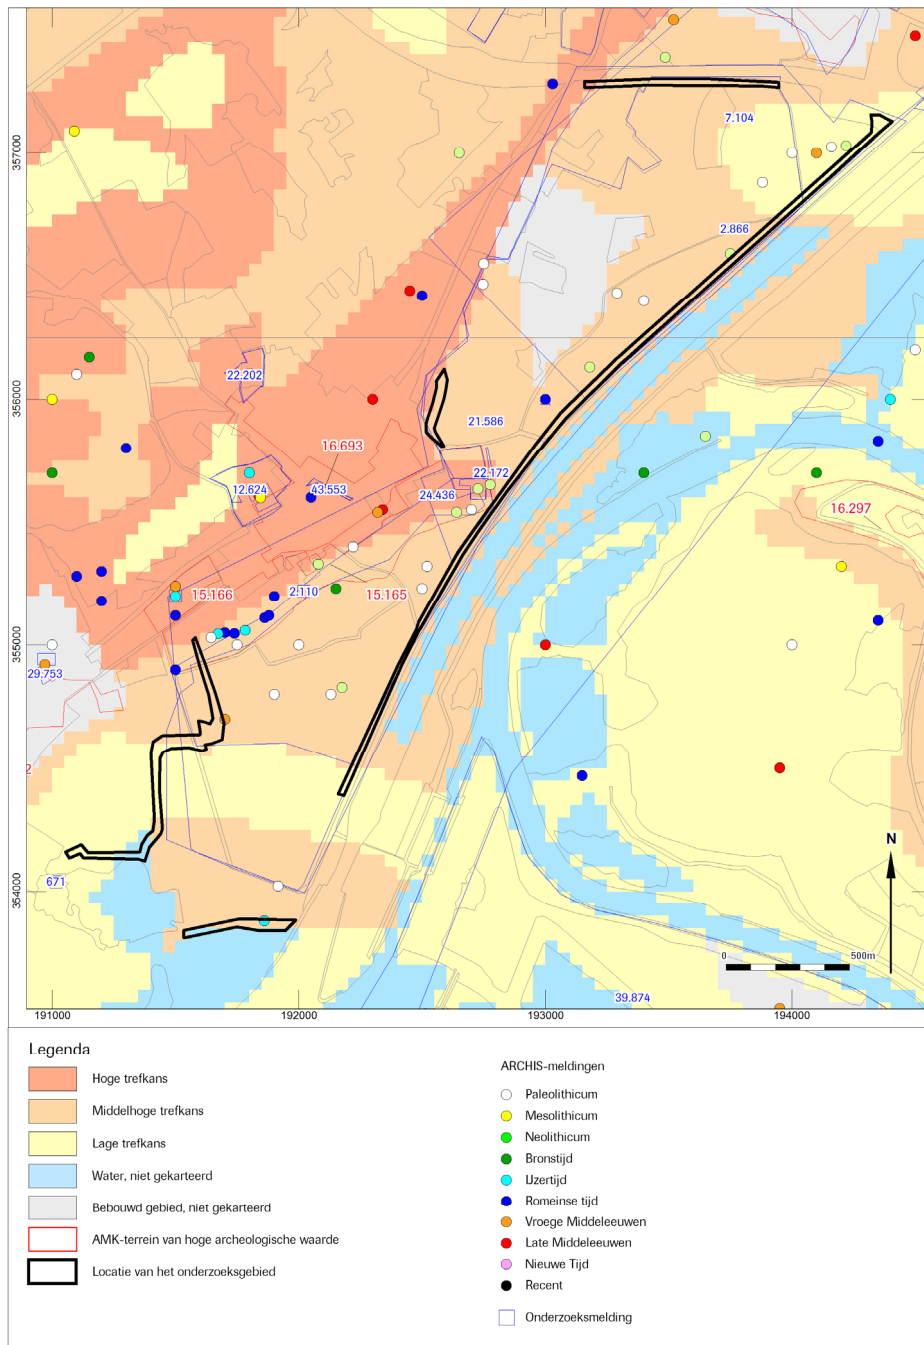 7.104
357000
2.866
22.202
356000
21.586
16.693
22.172
12.624
43.553
24.436
16.297
2.110
15.166
15.165
355000
29.753
2
N
671
354000
0
500m
39.874
191000
192000
193000
194000
Legenda
Hoge trefkans
Middelhoge trefkans
Lage trefkans
Water, niet gekarteerd
Bebouwd gebied, niet gekarteerd
AMK-terrein van hoge archeologische waarde
Locatie van het onderzoeksgebied
ARCHIS-meldingen
Paleolithicum
Mesolithicum
Neolithicum
Bronstijd
IJzertijd
Romeinse tijd
Vroege Middeleeuwen
Late Middeleeuwen
Nieuwe Tijd
Recent
Onderzoeksmelding